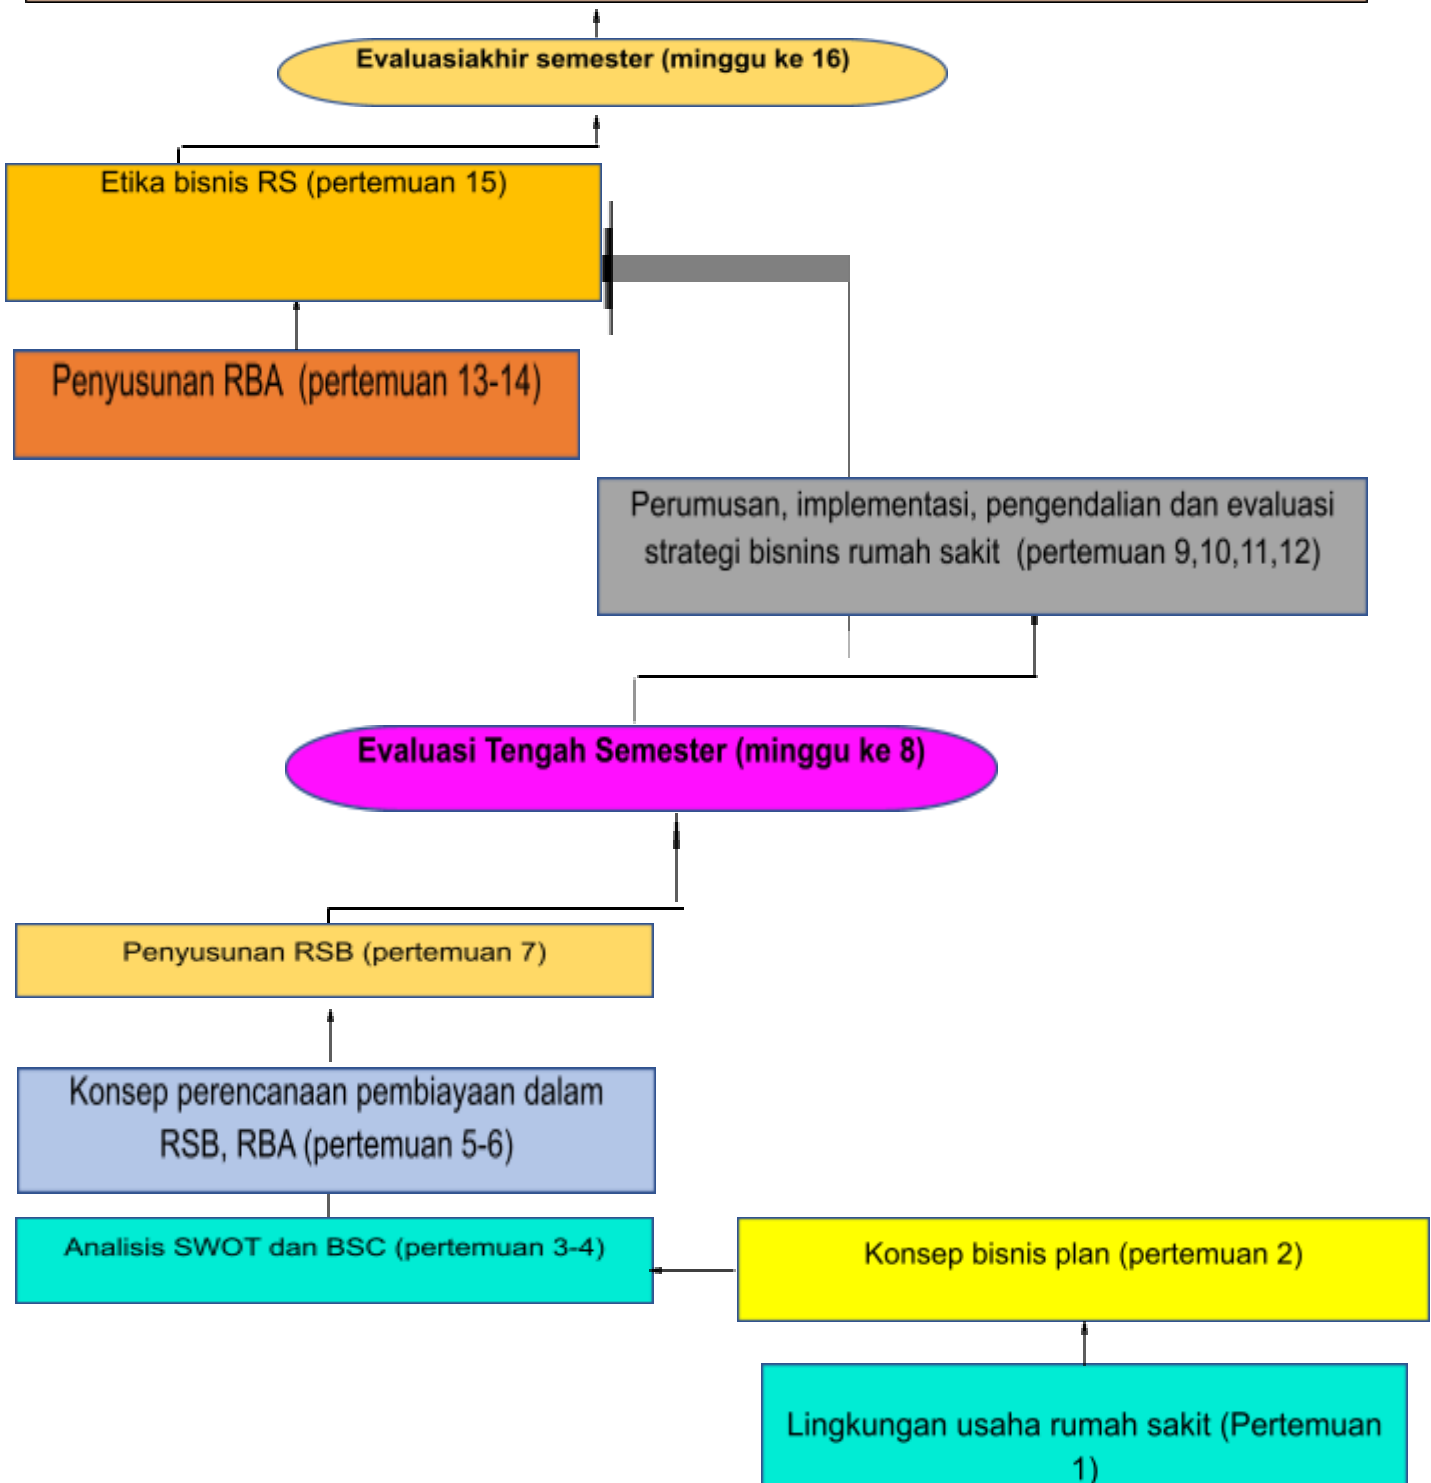 Evaluasiakhir semester (minggu ke 16)
Etika bisnis RS (pertemuan 15)
Penyusunan RBA  (pertemuan 13-14)
Perumusan, implementasi, pengendalian dan evaluasi
strategi bisnins rumah sakit  (pertemuan 9,10,11,12)
Evaluasi Tengah Semester (minggu ke 8)
Penyusunan RSB (pertemuan 7)
Konsep perencanaan pembiayaan dalam
RSB, RBA (pertemuan 5-6)
Analisis SWOT dan BSC (pertemuan 3-4)
Konsep bisnis plan (pertemuan 2)
Lingkungan usaha rumah sakit (Pertemuan
1)